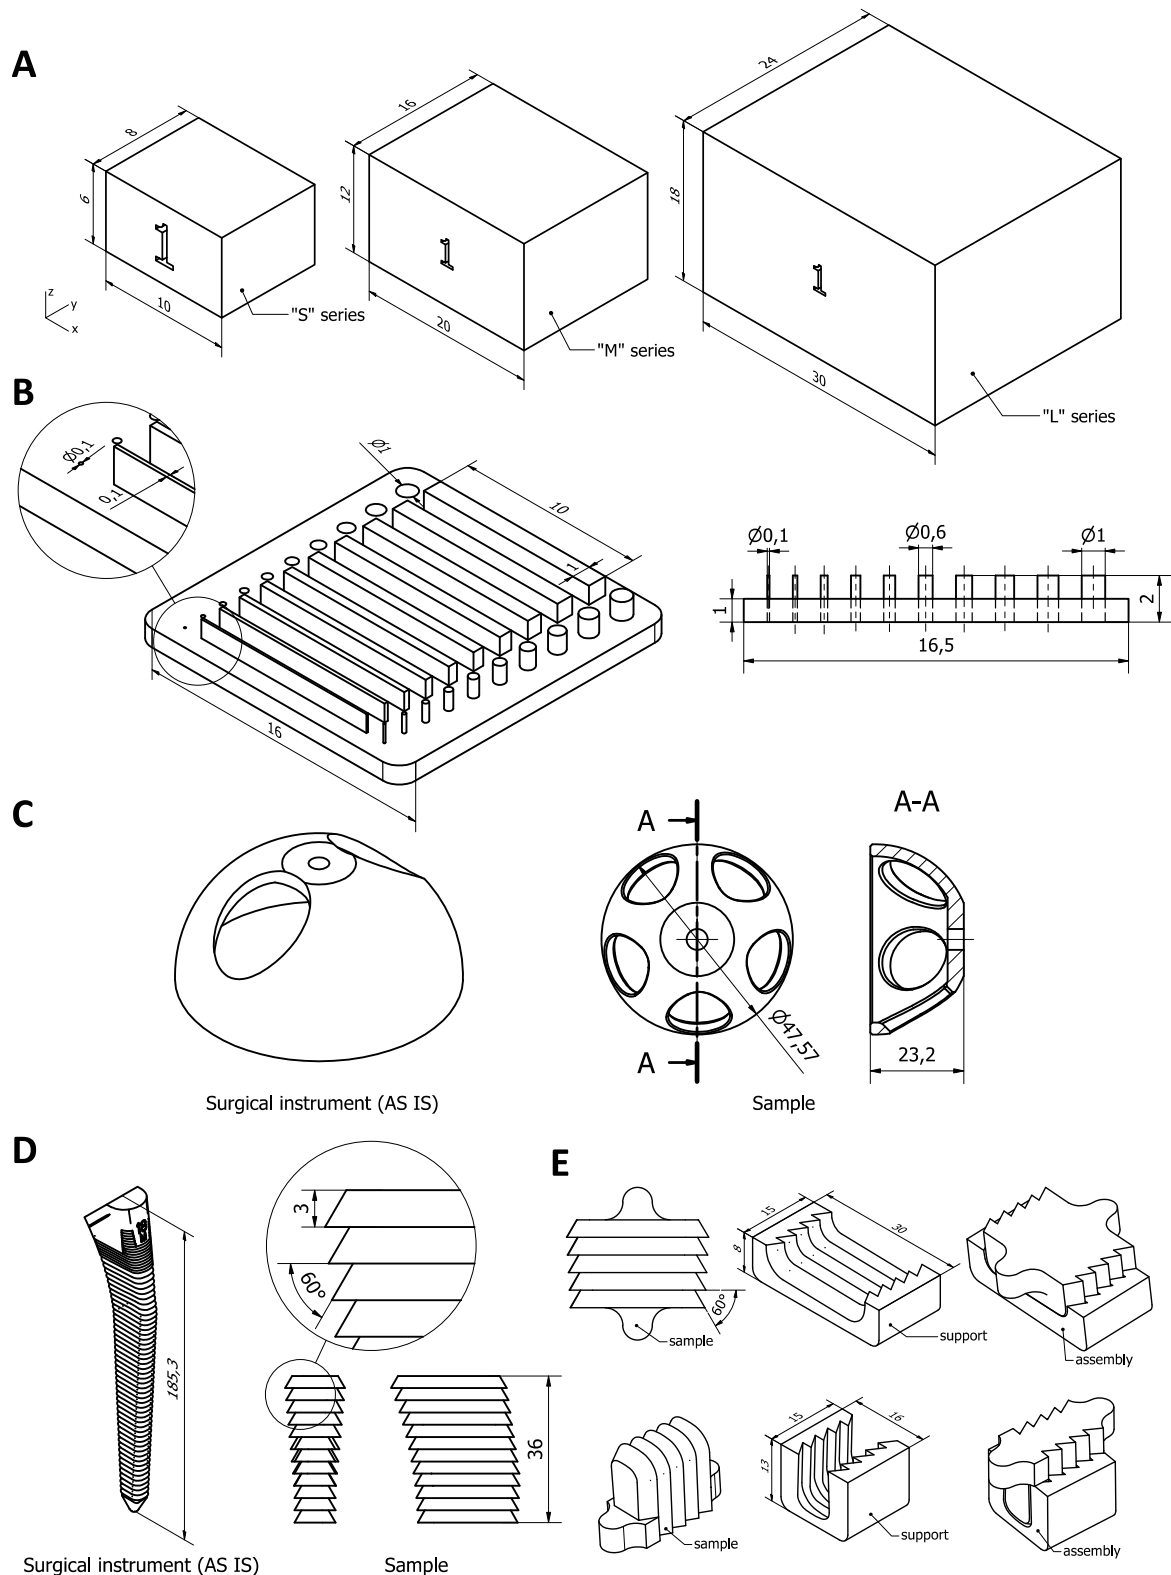 A
8
6
1
10
"S" series
z
y
x
16
12
1
20
"M" series
24
18
1
30
"L" series
B
Ø0,1
0,1
Ø1
10
1
16
Ø0,1
Ø0,6
Ø1
1
2
16,5
C
A
A
Ø47,57
A-A
23,2
Surgical instrument (AS IS)
Sample
D
185,3
3
60°
36
Surgical instrument (AS IS)
Sample
E
60°
sample
15
30
8
support
assembly
sample
15
16
13
support
assembly